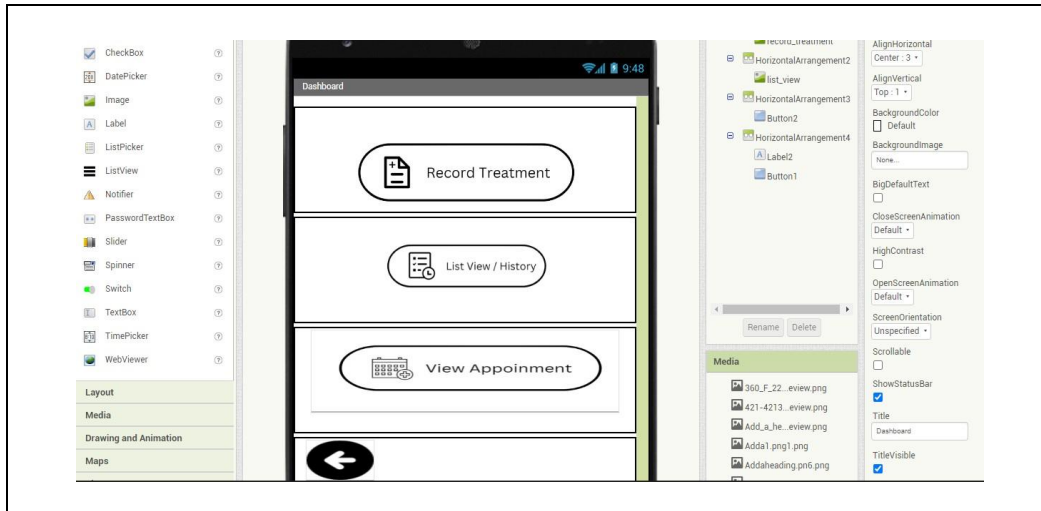 CheckBox
DatePicker
Image
Label
ListPicker
ListView
Notifier
PasswordTextBox
Slider
Spinner
Switch
TextBox
TimePicker
WebViewer
Layout
Media
Drawing and Animation
Maps
9:48
Dashboard
Record Treatment
List View / History
View Appoinment
record_treatment
HorizontalArrangement2
list_view
HorizontalArrangement3
Button2
HorizontalArrangement4
Label2
Button1
Rename Delete
Media
360_F_22...eview.png
421-4213...eview.png
Add_a_he...eview.png
Adda1.png1.png
Addaheading.pn6.png
AlignHorizontal
Center : 3
AlignVertical
Top : 1
BackgroundColor
Default
BackgroundImage
None...
BigDefaultText
CloseScreenAnimation
Default
HighContrast
OpenScreenAnimation
Default
ScreenOrientation
Unspecified
Scrollable
ShowStatusBar
Title
Dashboard
TitleVisible